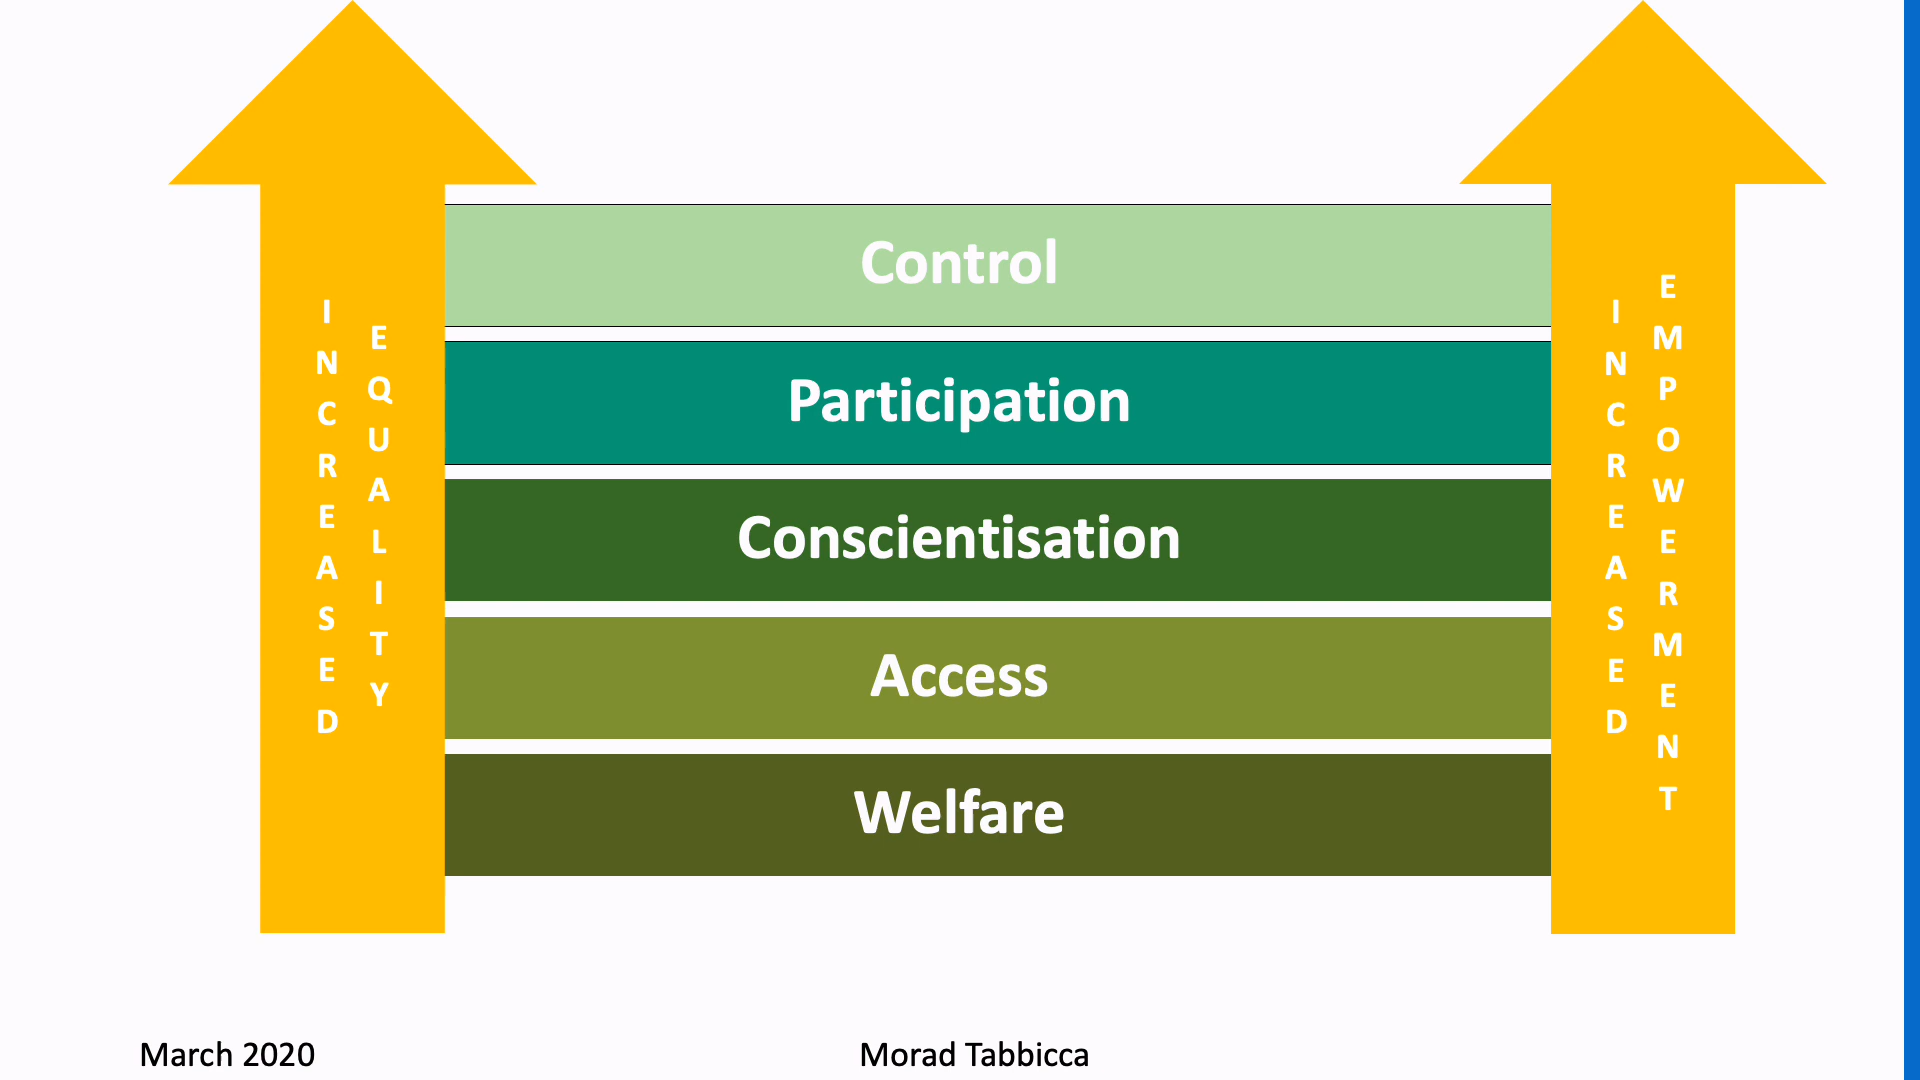 INCREASED
EQUALITY
Control
Participation
Conscientisation
Access
Welfare
INCREASED
EMPOWERMENT
March 2020
Morad Tabbicca